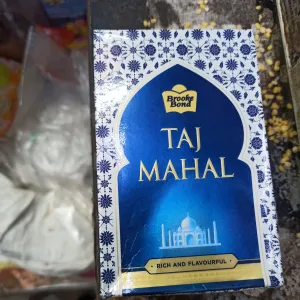 Brooke
Bond
TAJ
MAHAL
RICH AND FLAVOURFUL